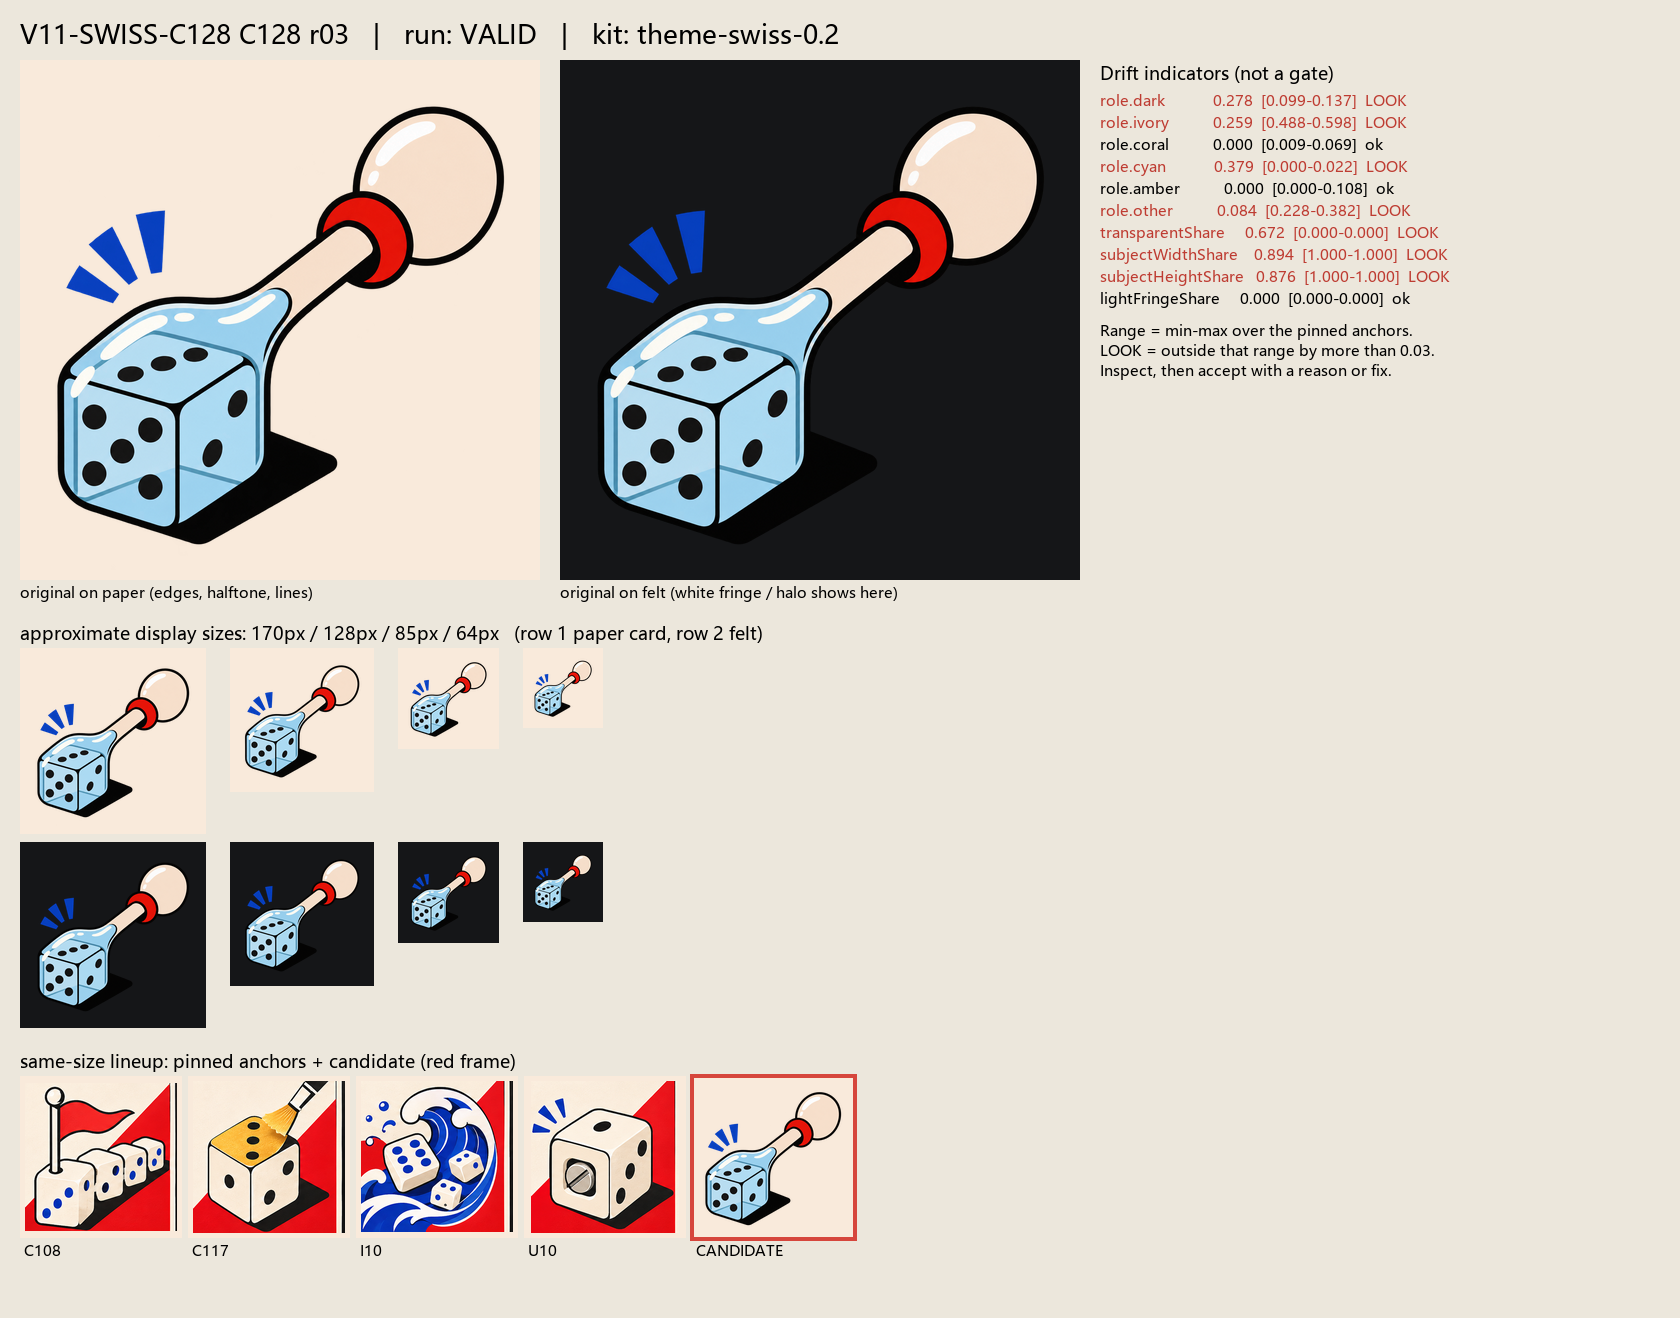 V11-SWISS-C128 C128 r03 | run: VALID | kit: theme-swiss-0.2
Drift indicators (not a gate)
role.dark 0.278 [0.099-0.137] LOOK
role.ivory 0.259 [0.488-0.598] LOOK
role.coral 0.000 [0.009-0.069] ok
role.cyan 0.379 [0.000-0.022] LOOK
role.amber 0.000 [0.000-0.108] ok
role.other 0.084 [0.228-0.382] LOOK
transparentShare 0.672 [0.000-0.000] LOOK
subjectWidthShare 0.894 [1.000-1.000] LOOK
subjectHeightShare 0.876 [1.000-1.000] LOOK
lightFringeShare 0.000 [0.000-0.000] ok
Range = min-max over the pinned anchors.
LOOK = outside that range by more than 0.03.
Inspect, then accept with a reason or fix.
original on paper (edges, halftone, lines)
original on felt (white fringe / halo shows here)
approximate display sizes: 170px / 128px / 85px / 64px (row 1 paper card, row 2 felt)
same-size lineup: pinned anchors + candidate (red frame)
C108
C117
I10
U10
CANDIDATE